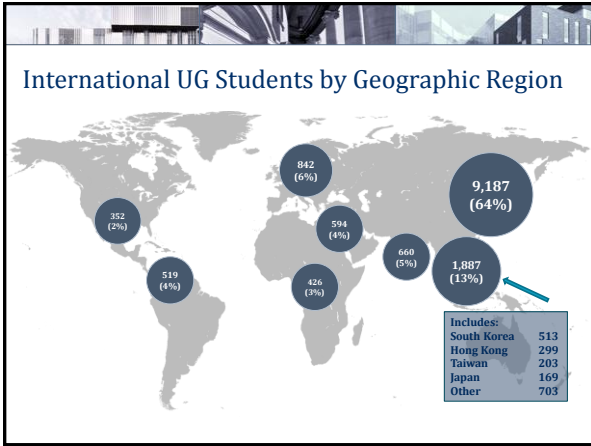 International UG Students by Geographic Region
842
(6%)
9,187
(64%)
352
(2%)
594
(4%)
660
(5%)
1,887
(13%)
519
(4%)
426
(3%)
Includes:
South Korea 513
Hong Kong 299
Taiwan 203
Japan 169
Other 703